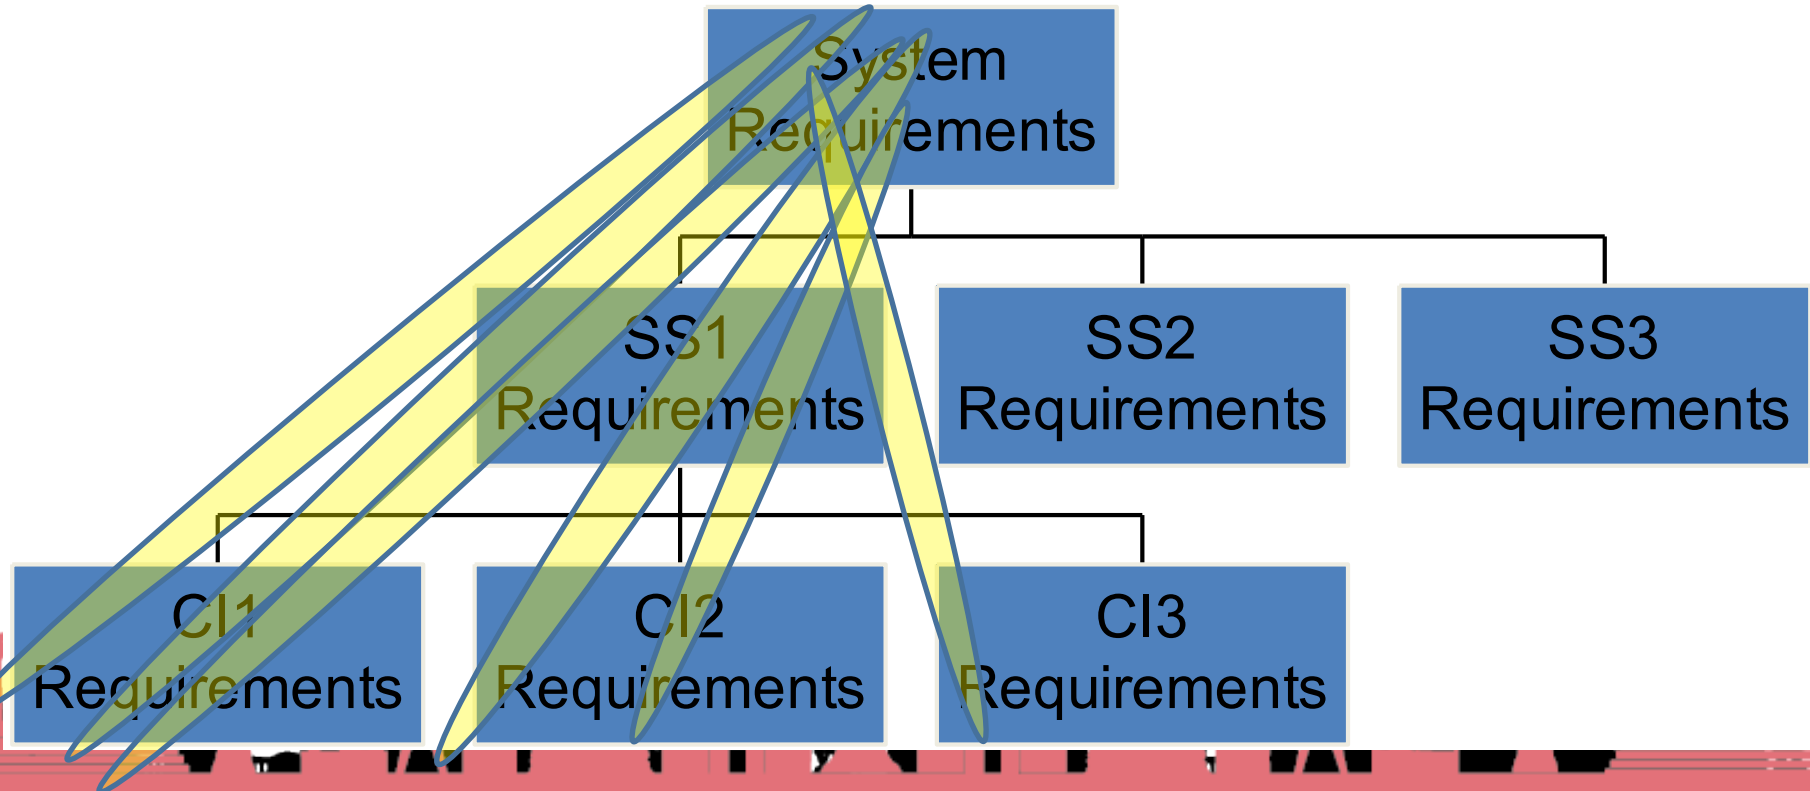 System
Requirements
SS1
Requirements
SS2
Requirements
SS3
Requirements
CI1
Requirements
CI2
Requirements
CI3
Requirements